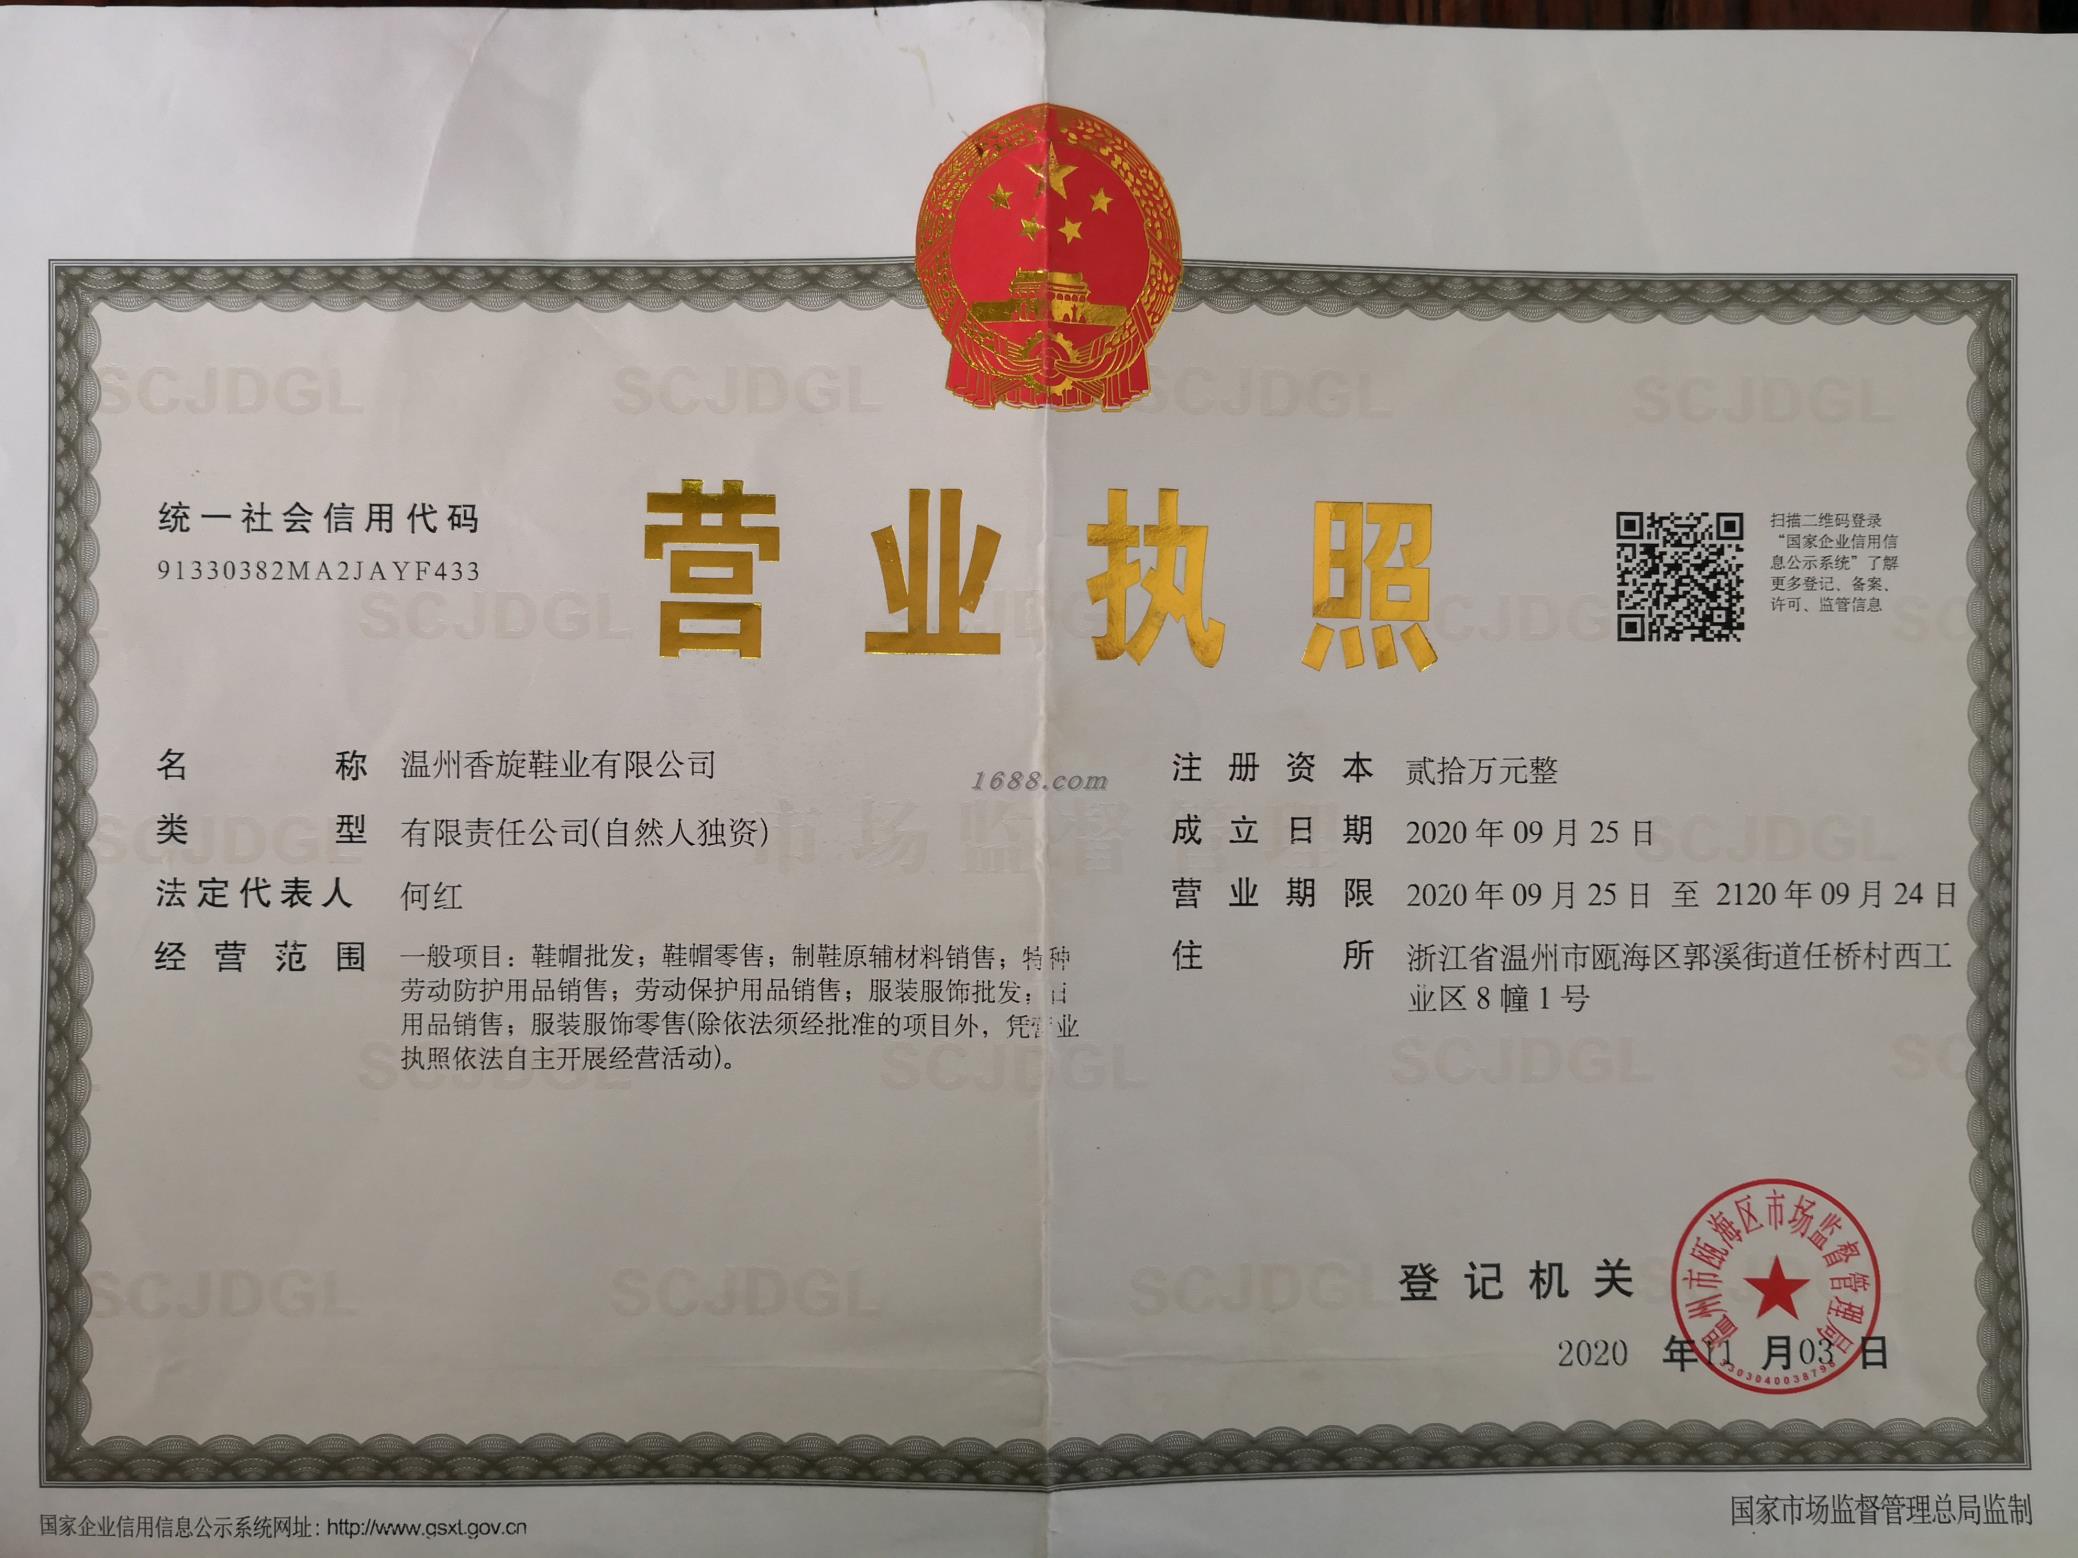 统一社会信用代码
91330382MA2JAYF433
营业执照
扫描二维码登录
“国家企业信用信
息公示系统”了解
更多登记、备案、
许可、监管信息
名称 温州香旋鞋业有限公司
类型 有限责任公司(自然人独资)
法定代表人 何红
经营范围 一般项目：鞋帽批发；鞋帽零售；制鞋原辅材料销售；特种
劳动防护用品销售；劳动保护用品销售；服装服饰批发；日
用品销售；服装服饰零售(除依法须经批准的项目外，凭营业
执照依法自主开展经营活动)。
1688.com
市场监督管理
注册资本 贰拾万元整
成立日期 2020年09月25日
营业期限 2020年09月25日 至 2120年09月24日
住所 浙江省温州市瓯海区郭溪街道任桥村西工
业区8幢1号
登记机关
温州市瓯海区市场监督管理局
2020 年11 月03 日
SCJDGL
国家企业信用信息公示系统网址：http://www.gsxt.gov.cn
国家市场监督管理总局监制